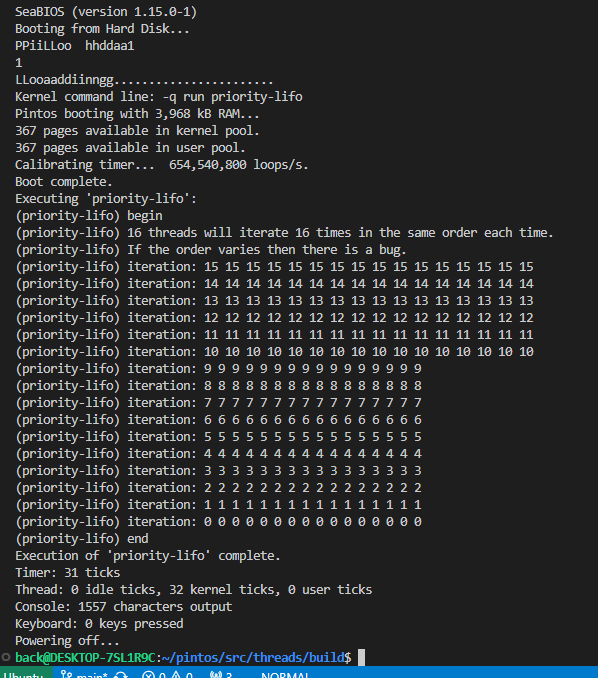 SeaBIOS (version 1.15.0-1)
Booting from Hard Disk...
PPiiLLoo  hhddaa1
1
LLooaaddiinngg.......................
Kernel command line: -q run priority-lifo
Pintos booting with 3,968 kB RAM...
367 pages available in kernel pool.
367 pages available in user pool.
Calibrating timer...  654,540,800 loops/s.
Boot complete.
Executing 'priority-lifo':
(priority-lifo) begin
(priority-lifo) 16 threads will iterate 16 times in the same order each time.
(priority-lifo) If the order varies then there is a bug.
(priority-lifo) iteration: 15 15 15 15 15 15 15 15 15 15 15 15 15 15 15 15
(priority-lifo) iteration: 14 14 14 14 14 14 14 14 14 14 14 14 14 14 14 14
(priority-lifo) iteration: 13 13 13 13 13 13 13 13 13 13 13 13 13 13 13 13
(priority-lifo) iteration: 12 12 12 12 12 12 12 12 12 12 12 12 12 12 12 12
(priority-lifo) iteration: 11 11 11 11 11 11 11 11 11 11 11 11 11 11 11 11
(priority-lifo) iteration: 10 10 10 10 10 10 10 10 10 10 10 10 10 10 10 10
(priority-lifo) iteration: 9 9 9 9 9 9 9 9 9 9 9 9 9 9 9 9
(priority-lifo) iteration: 8 8 8 8 8 8 8 8 8 8 8 8 8 8 8 8
(priority-lifo) iteration: 7 7 7 7 7 7 7 7 7 7 7 7 7 7 7 7
(priority-lifo) iteration: 6 6 6 6 6 6 6 6 6 6 6 6 6 6 6 6
(priority-lifo) iteration: 5 5 5 5 5 5 5 5 5 5 5 5 5 5 5 5
(priority-lifo) iteration: 4 4 4 4 4 4 4 4 4 4 4 4 4 4 4 4
(priority-lifo) iteration: 3 3 3 3 3 3 3 3 3 3 3 3 3 3 3 3
(priority-lifo) iteration: 2 2 2 2 2 2 2 2 2 2 2 2 2 2 2 2
(priority-lifo) iteration: 1 1 1 1 1 1 1 1 1 1 1 1 1 1 1 1
(priority-lifo) iteration: 0 0 0 0 0 0 0 0 0 0 0 0 0 0 0 0
(priority-lifo) end
Execution of 'priority-lifo' complete.
Timer: 31 ticks
Thread: 0 idle ticks, 32 kernel ticks, 0 user ticks
Console: 1557 characters output
Keyboard: 0 keys pressed
Powering off...
back@DESKTOP-7SL1R9C:~/pintos/src/threads/build$
Ubuntu main* 0 0 3 NORMAL